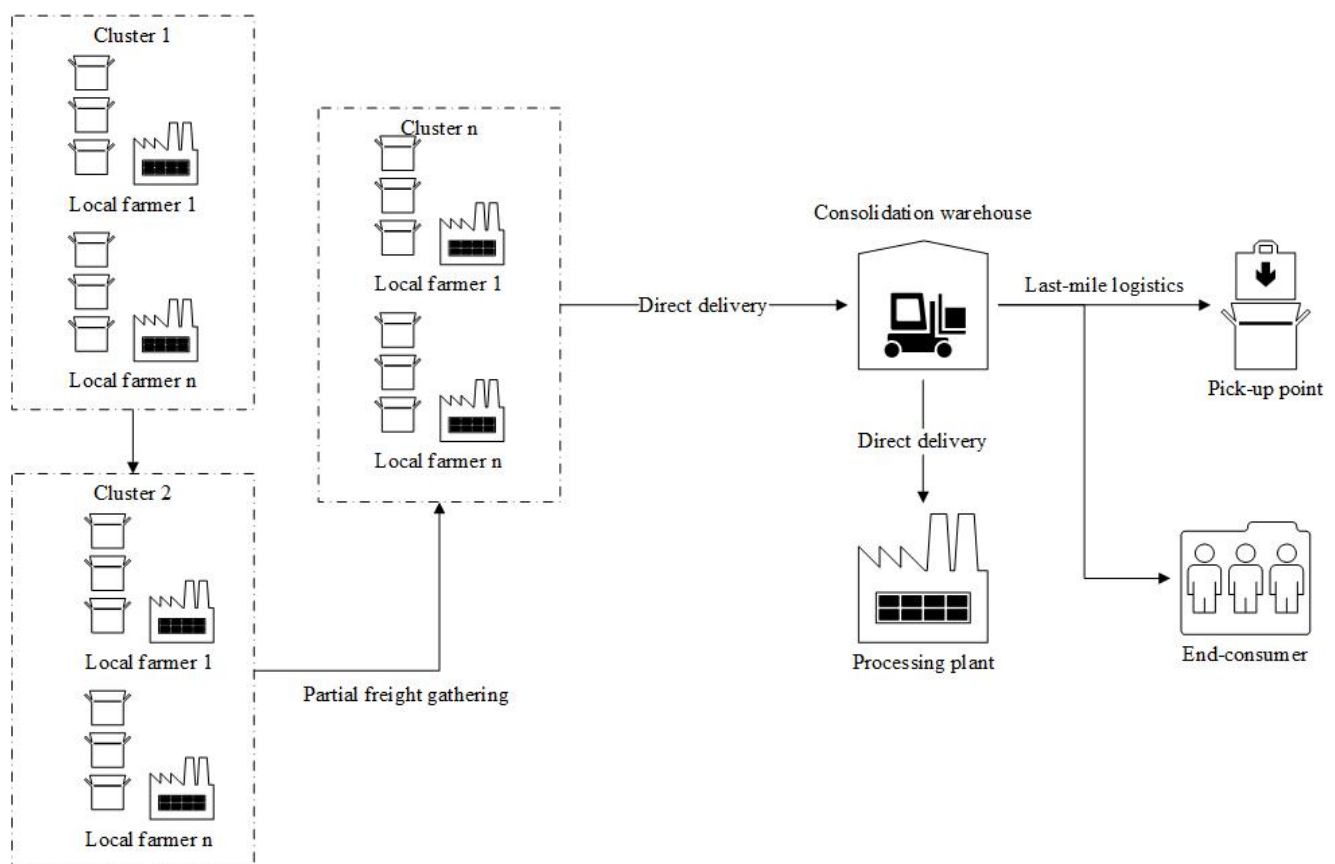 Cluster 1
Local farmer 1
Local farmer n
Cluster 2
Local farmer 1
Local farmer n
Partial freight gathering
Cluster n
Local farmer 1
Local farmer n
Direct delivery
Consolidation warehouse
Direct delivery
Processing plant
Last-mile logistics
Pick-up point
End-consumer